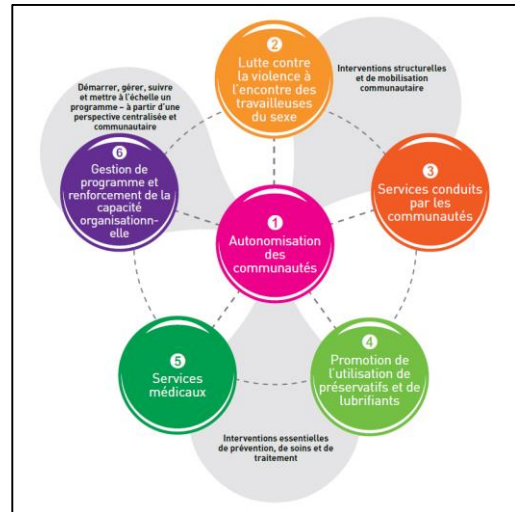 2
Lutte contre
la violence à
l'encontre des
travailleuses
du sexe
Interventions structurelles
et de mobilisation
communautaire
Démarrer, gérer, suivre
et mettre à l'échelle un
programme – à partir d'une
perspective centralisée et
communautaire
6
Gestion de
programme et
renforcement de la
capacité
organisationn-
elle
3
Services conduits
par les
communautés
1
Autonomisation
des
communautés
5
Services
médicaux
4
Promotion de
l'utilisation de
préservatifs et de
lubrifiants
Interventions essentielles
de prévention, de soins et de
traitement